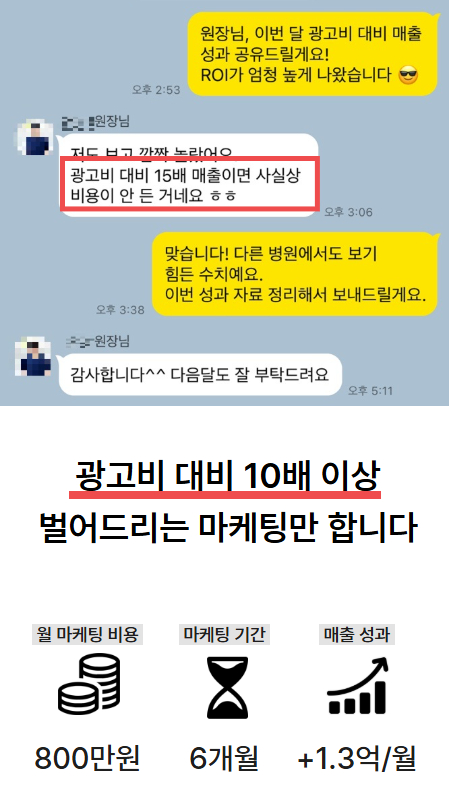 원장님, 이번 달 광고비 대비 매출
성과 공유드릴게요!
ROI가 엄청 높게 나왔습니다 😎
오후 2:53
원장님
저도 보고 깜짝 놀랐어요
광고비 대비 15배 매출이면 사실상
비용이 안 든 거네요 ㅎㅎ
오후 3:06
맞습니다! 다른 병원에서도 보기
힘든 수치예요.
이번 성과 자료 정리해서 보내드릴게요.
오후 3:38
원장님
감사합니다^^ 다음달도 잘 부탁드려요
오후 5:11
광고비 대비 10배 이상
벌어드리는 마케팅만 합니다
월 마케팅 비용
마케팅 기간
매출 성과
800만원
6개월
+1.3억/월